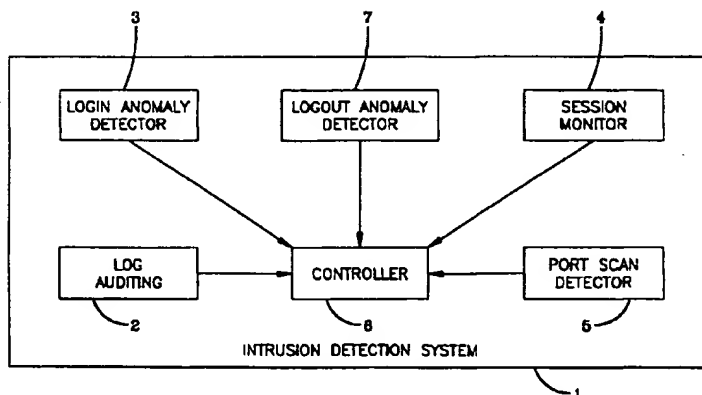 3
7
4
LOGIN ANOMALY
DETECTOR
LOGOUT ANOMALY
DETECTOR
SESSION
MONITOR
LOG
AUDITING
CONTROLLER
PORT SCAN
DETECTOR
2
6
5
INTRUSION DETECTION SYSTEM
1